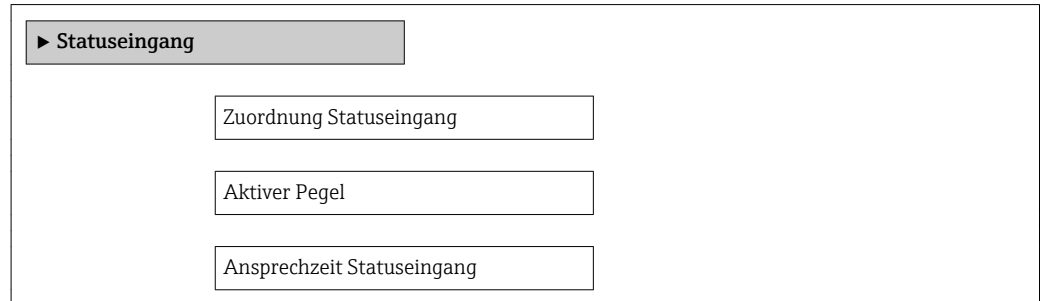 ▶ Statuseingang
Zuordnung Statuseingang
Aktiver Pegel
Ansprechzeit Statuseingang